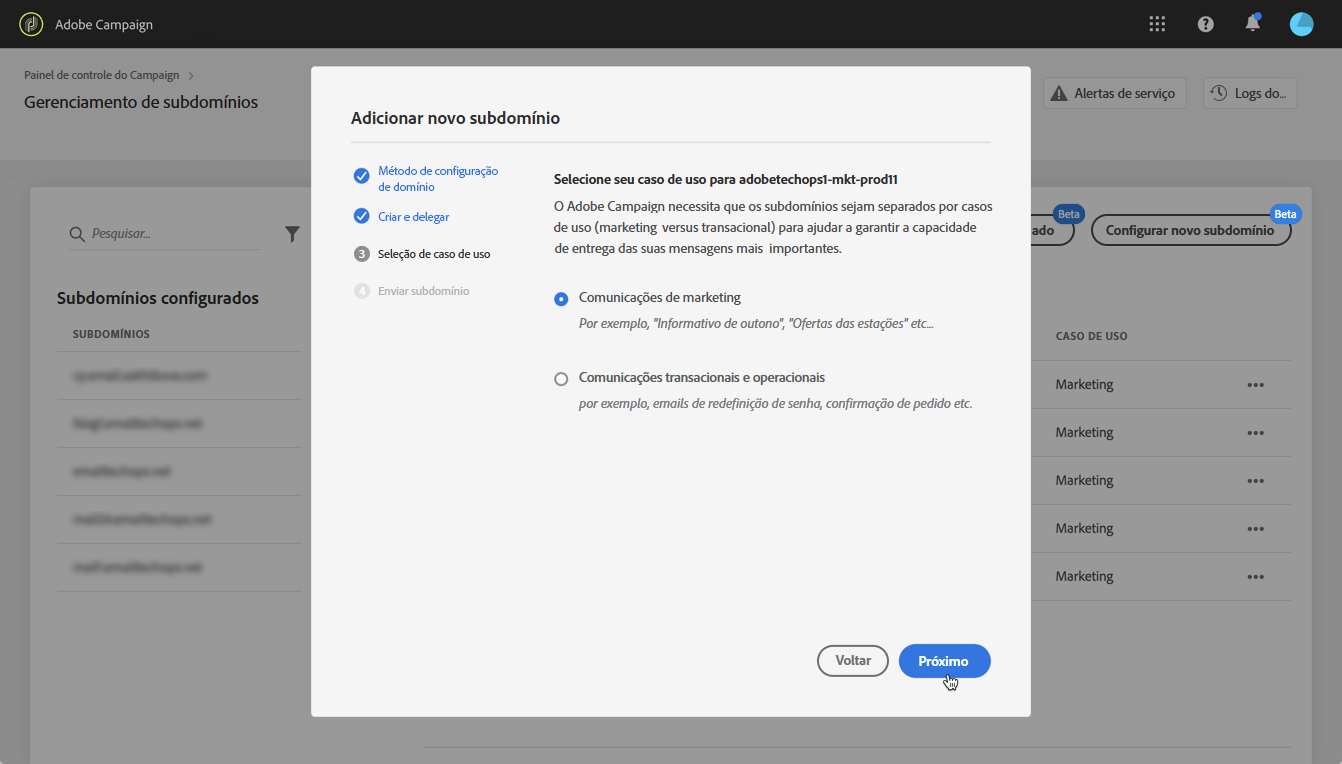 Adobe Campaign
Painel de controle do Campaign
Gerenciamento de subdomínios
Alertas de serviço
Logs do...
Pesquisar...
ado
Beta
Configurar novo subdomínio
Beta
Subdomínios configurados
SUBDOMÍNIOS
CASO DE USO
Marketing
Marketing
Marketing
Marketing
Marketing
Adicionar novo subdomínio
Método de configuração
de domínio
Criar e delegar
3 Seleção de caso de uso
4 Enviar subdomínio
Selecione seu caso de uso para adobetechops1-mkt-prod11
O Adobe Campaign necessita que os subdomínios sejam separados por casos
de uso (marketing versus transacional) para ajudar a garantir a capacidade
de entrega das suas mensagens mais importantes.
Comunicações de marketing
Por exemplo, "Informativo de outono", "Ofertas das estações" etc...
Comunicações transacionais e operacionais
por exemplo, emails de redefinição de senha, confirmação de pedido etc.
Voltar
Próximo